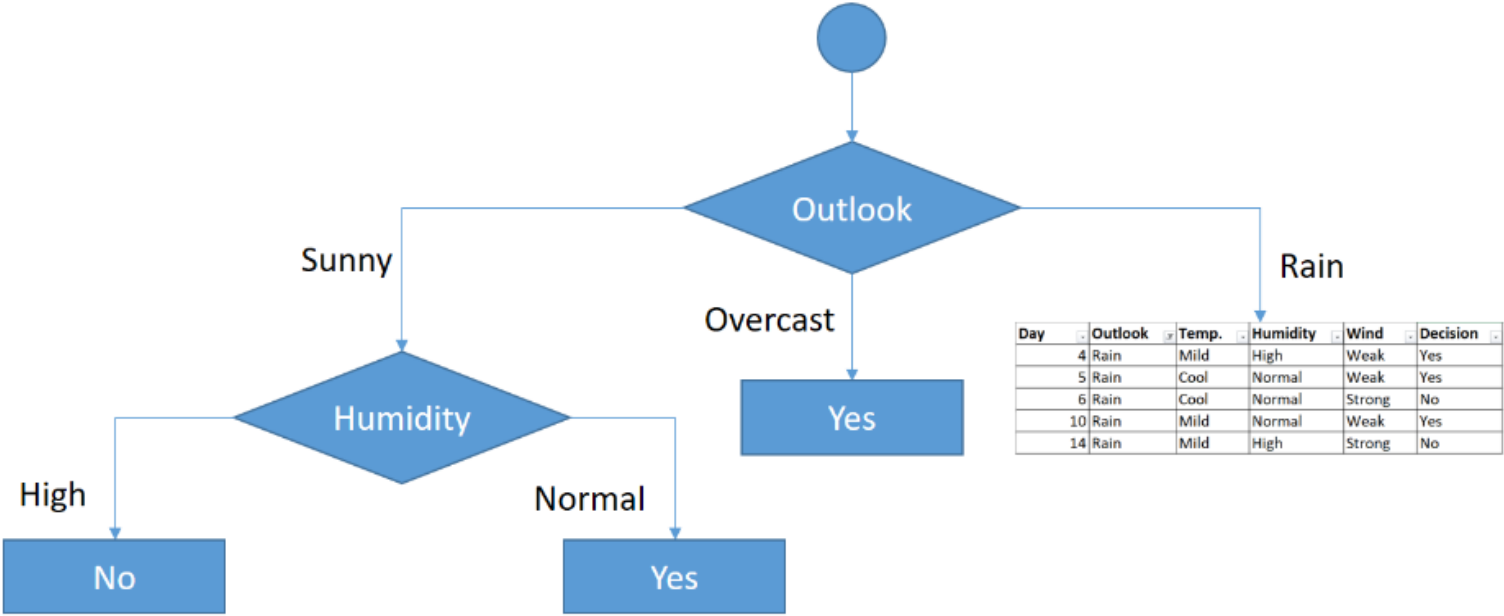 Outlook
Sunny
Overcast
Rain
Humidity
High
Normal
No
Yes
Yes
Day Outlook Temp. Humidity Wind Decision
4 Rain Mild High Weak Yes
5 Rain Cool Normal Weak Yes
6 Rain Cool Normal Strong No
10 Rain Mild Normal Weak Yes
14 Rain Mild High Strong No